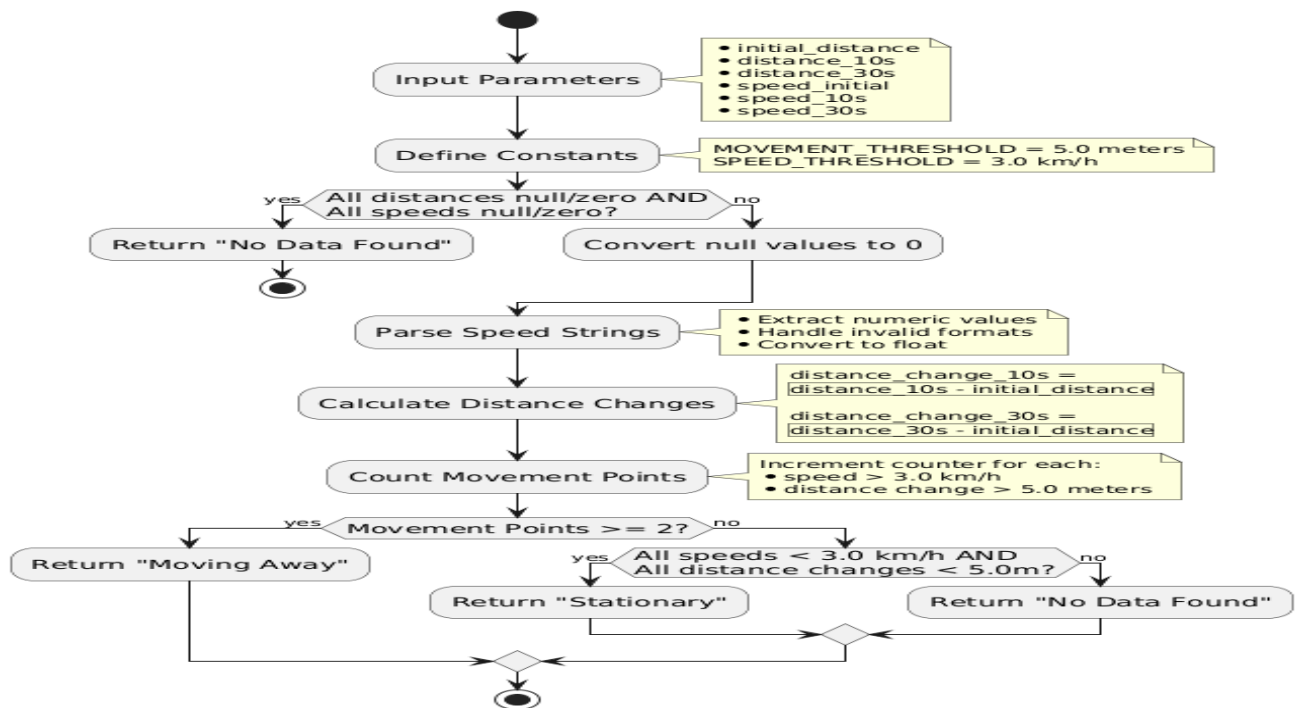 Input Parameters
• initial_distance
• distance_10s
• distance_30s
• speed_initial
• speed_10s
• speed_30s
Define Constants
MOVEMENT_THRESHOLD = 5.0 meters
SPEED_THRESHOLD = 3.0 km/h
yes
All distances null/zero AND
All speeds null/zero?
no
Return "No Data Found"
Convert null values to 0
Parse Speed Strings
• Extract numeric values
• Handle invalid formats
• Convert to float
Calculate Distance Changes
distance_change_10s =
distance_10s - initial_distance
distance_change_30s =
distance_30s - initial_distance
Count Movement Points
Increment counter for each:
• speed > 3.0 km/h
• distance change > 5.0 meters
yes
Movement Points >= 2?
no
Return "Moving Away"
yes
All speeds < 3.0 km/h AND
All distance changes < 5.0m?
no
Return "Stationary"
Return "No Data Found"